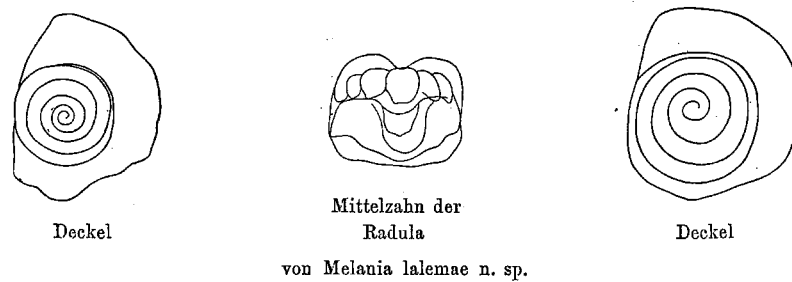 Deckel
Mittelzahn der
Radula
Deckel
von Melania lalemae n. sp.